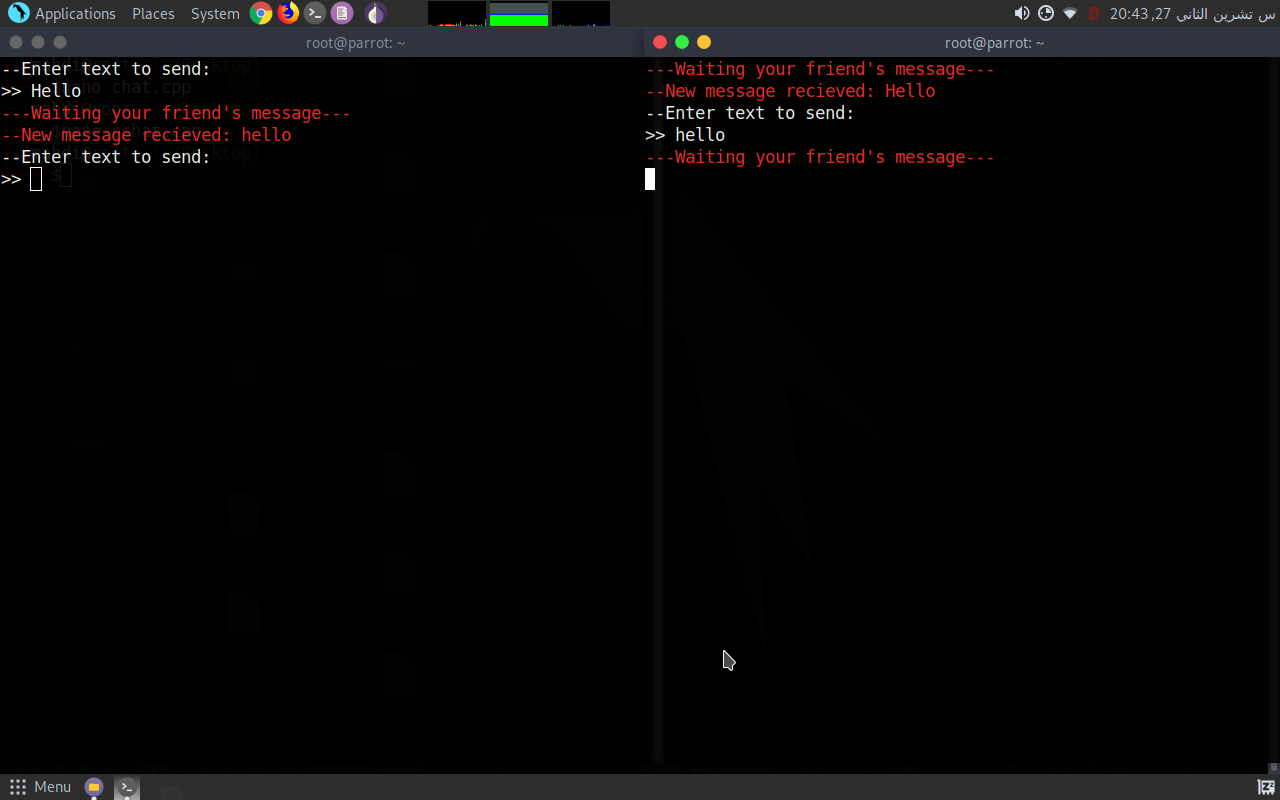 Applications Places System
س تشرين الثاني 27, 20:43
root@parrot: ~
--Enter text to send:
>> Hello
---Waiting your friend's message---
--New message recieved: hello
--Enter text to send:
>>
root@parrot: ~
---Waiting your friend's message---
--New message recieved: Hello
--Enter text to send:
>> hello
---Waiting your friend's message---
Menu